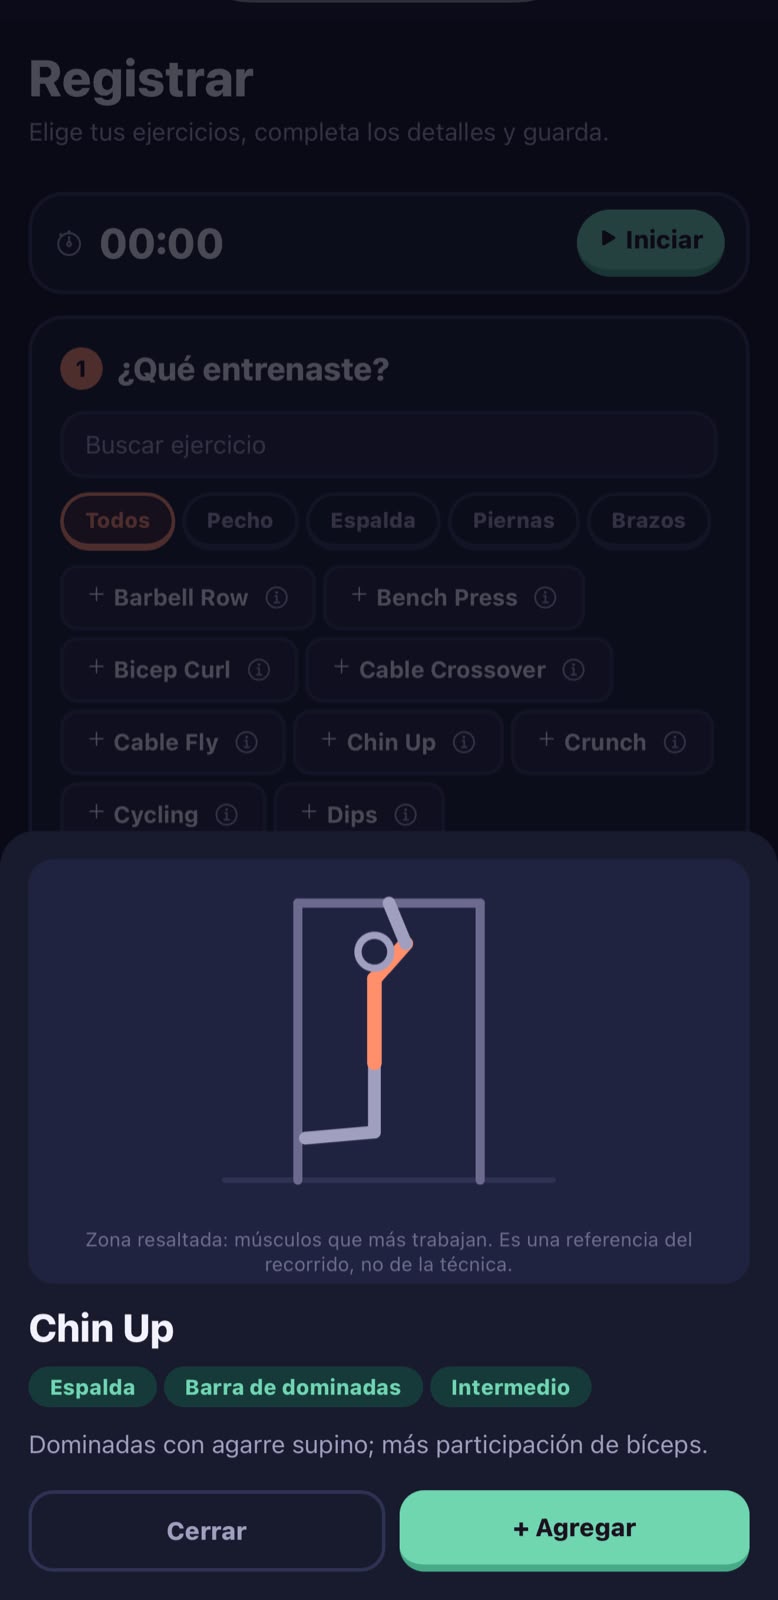 Registrar
Elige tus ejercicios, completa los detalles y guarda.
00:00
Iniciar
1 ¿Qué entrenaste?
Buscar ejercicio
Todos Pecho Espalda Piernas Brazos
+ Barbell Row + Bench Press
+ Bicep Curl + Cable Crossover
+ Cable Fly + Chin Up + Crunch
+ Cycling + Dips
Zona resaltada: músculos que más trabajan. Es una referencia del
recorrido, no de la técnica.
Chin Up
Espalda Barra de dominadas Intermedio
Dominadas con agarre supino; más participación de bíceps.
Cerrar + Agregar